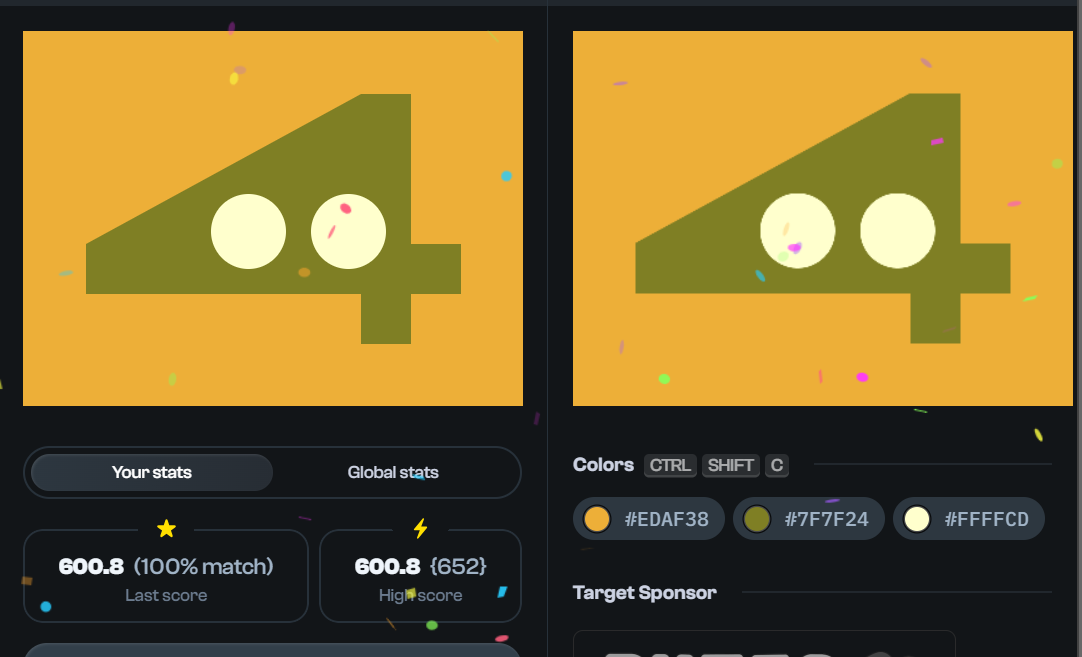 Your stats
Global stats
600.8 (100% match)
Last score
600.8 {652}
High score
Colors CTRL SHIFT C
#EDAF38
#7F7F24
#FFFFCD
Target Sponsor